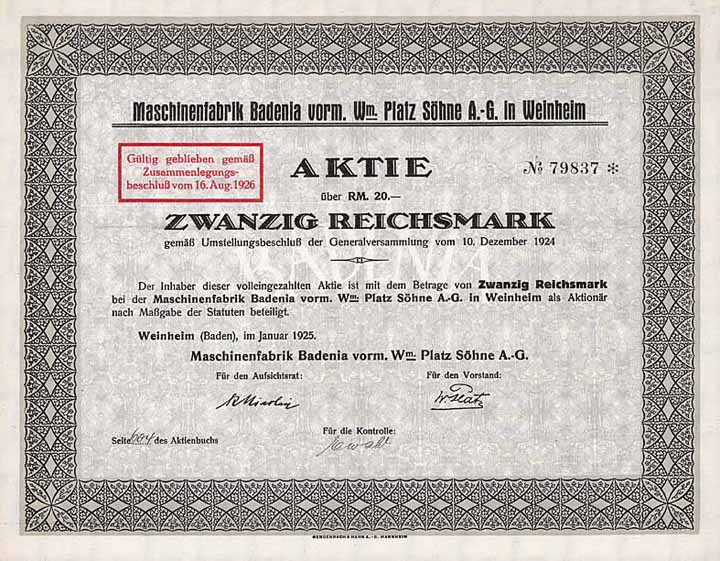 Maschinenfabrik Badenia vorm. Wm. Platz Söhne A.-G. in Weinheim
Gültig geblieben gemäß
Zusammenlegungs-
beschluß vom 16. Aug. 1926
AKTIE
№ 79837 *
über RM. 20.—
ZWANZIG REICHSMARK
gemäß Umstellungsbeschluß der Generalversammlung vom 10. Dezember 1924
BADENIA
Der Inhaber dieser volleingezahlten Aktie ist mit dem Betrage von Zwanzig Reichsmark
bei der Maschinenfabrik Badenia vorm. Wm. Platz Söhne A.-G. in Weinheim als Aktionär
nach Maßgabe der Statuten beteiligt.
Weinheim (Baden), im Januar 1925.
Maschinenfabrik Badenia vorm. Wm. Platz Söhne A.-G.
Für den Aufsichtsrat:
Für den Vorstand:
W. Platz
Für die Kontrolle:
Seite des Aktienbuchs